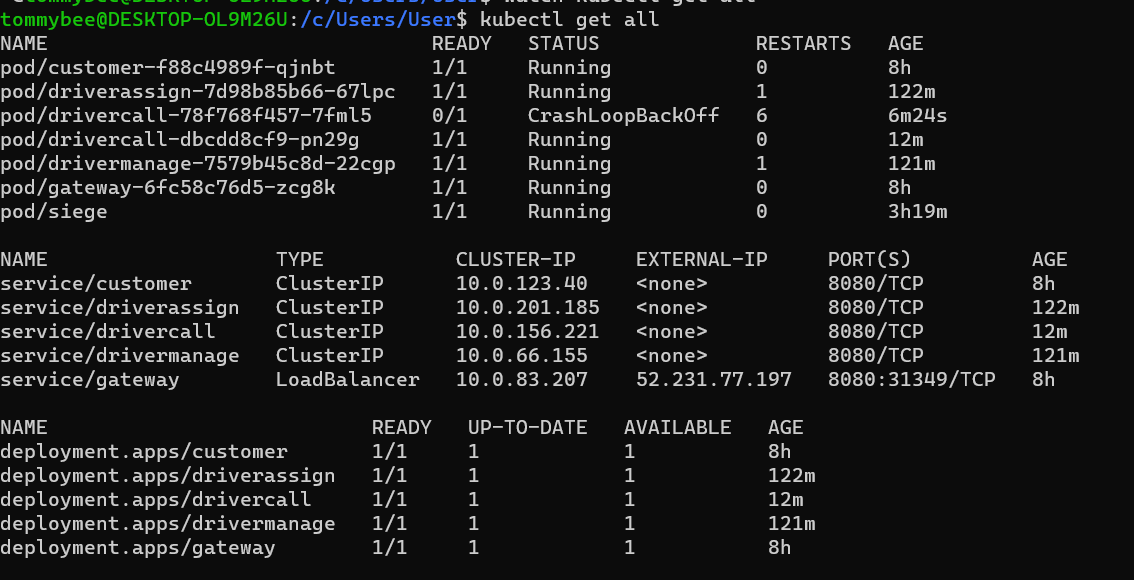 tommybee@DESKTOP-OL9M26U:/c/Users/User$ kubectl get all
NAME READY STATUS RESTARTS AGE
pod/customer-f88c4989f-qjnbt 1/1 Running 0 8h
pod/driverassign-7d98b85b66-67lpc 1/1 Running 1 122m
pod/drivercall-78f768f457-7fml5 0/1 CrashLoopBackOff 6 6m24s
pod/drivercall-dbcdd8cf9-pn29g 1/1 Running 0 12m
pod/drivermanage-7579b45c8d-22cgp 1/1 Running 1 121m
pod/gateway-6fc58c76d5-zcg8k 1/1 Running 0 8h
pod/siege 1/1 Running 0 3h19m
NAME TYPE CLUSTER-IP EXTERNAL-IP PORT(S) AGE
service/customer ClusterIP 10.0.123.40 <none> 8080/TCP 8h
service/driverassign ClusterIP 10.0.201.185 <none> 8080/TCP 122m
service/drivercall ClusterIP 10.0.156.221 <none> 8080/TCP 12m
service/drivermanage ClusterIP 10.0.66.155 <none> 8080/TCP 121m
service/gateway LoadBalancer 10.0.83.207 52.231.77.197 8080:31349/TCP 8h
NAME READY UP-TO-DATE AVAILABLE AGE
deployment.apps/customer 1/1 1 1 8h
deployment.apps/driverassign 1/1 1 1 122m
deployment.apps/drivercall 1/1 1 1 12m
deployment.apps/drivermanage 1/1 1 1 121m
deployment.apps/gateway 1/1 1 1 8h